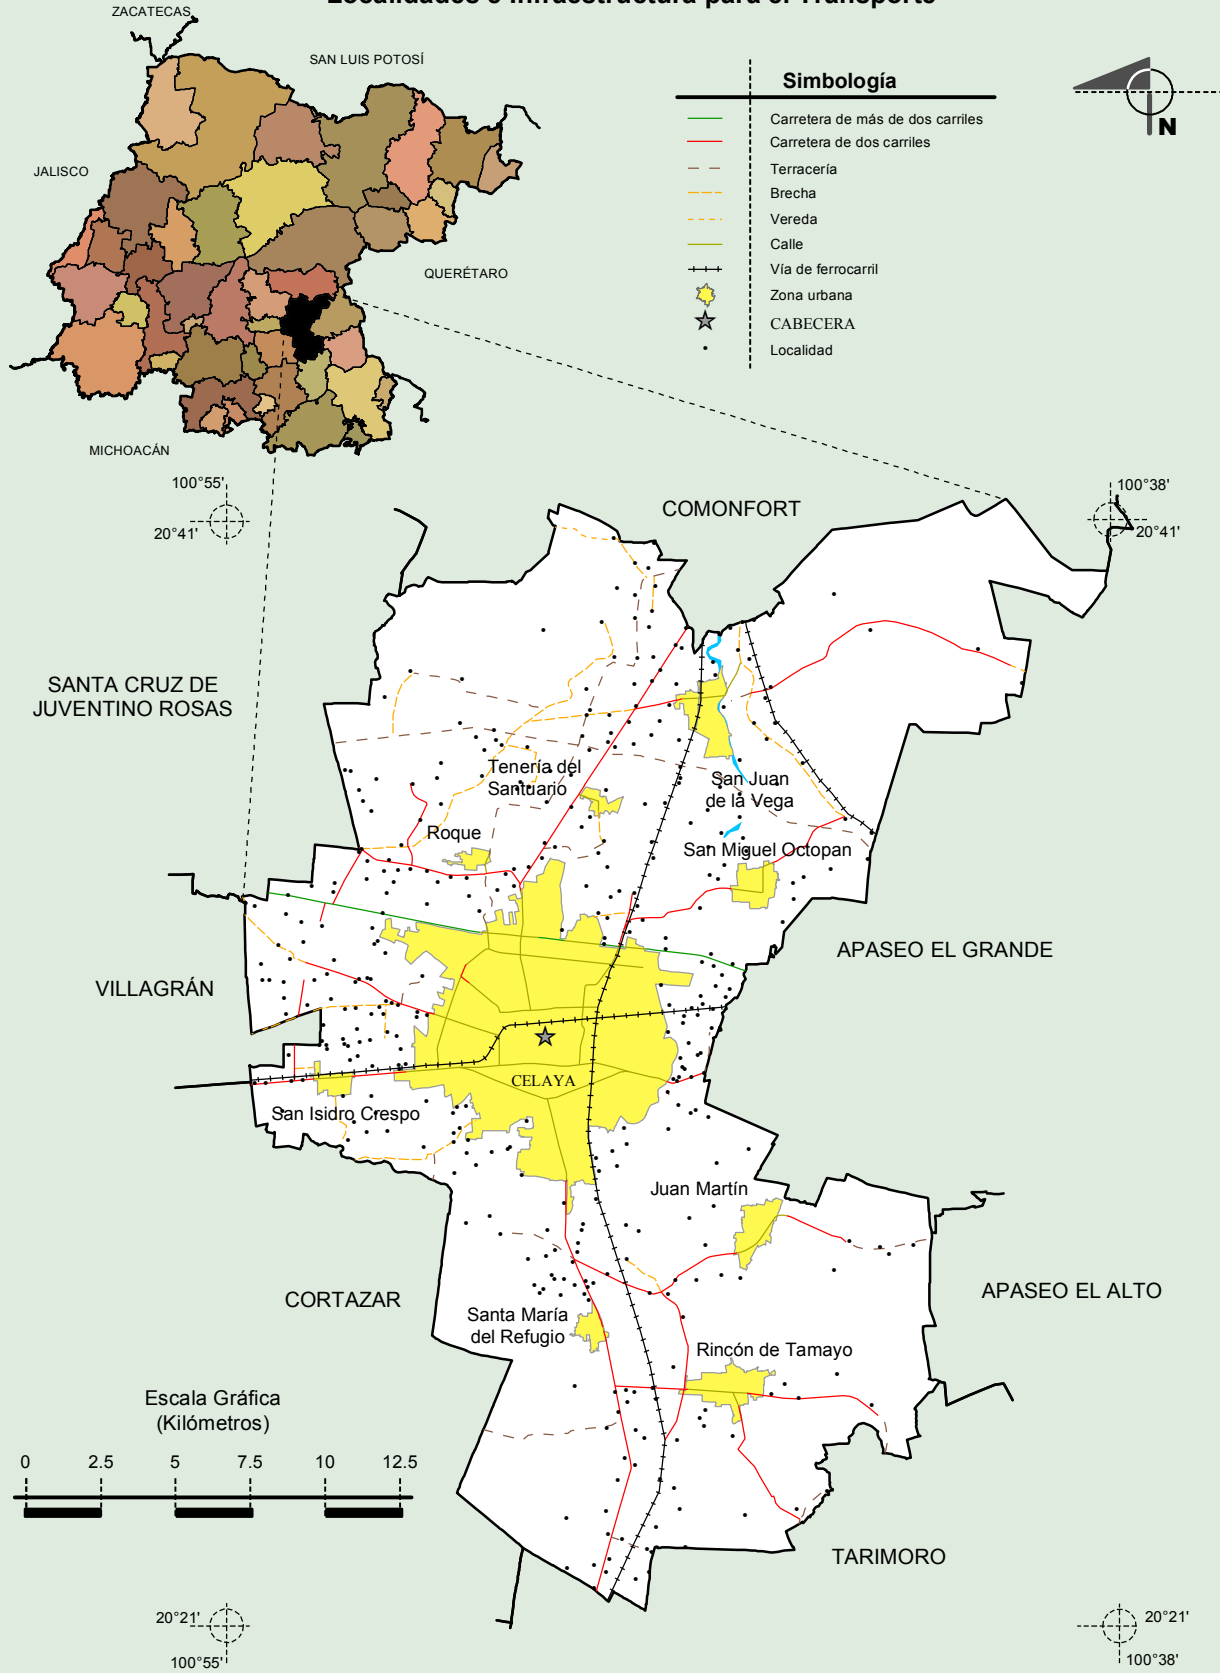 Localidades e Infraestructura para el Transporte
ZACATECAS
SAN LUIS POTOSÍ
JALISCO
QUERÉTARO
MICHOACÁN
Simbología
Carretera de más de dos carriles
Carretera de dos carriles
Terracería
Brecha
Vereda
Calle
Vía de ferrocarril
Zona urbana
CABECERA
Localidad
N
100°55'
20°41'
100°38'
20°41'
COMONFORT
SANTA CRUZ DE
JUVENTINO ROSAS
Tenería del
Santuario
San Juan
de la Vega
Roque
San Miguel Octopan
APASEO EL GRANDE
VILLAGRÁN
CELAYA
San Isidro Crespo
Juan Martín
CORTAZAR
APASEO EL ALTO
Santa María
del Refugio
Rincón de Tamayo
Escala Gráfica
(Kilómetros)
0 2.5 5 7.5 10 12.5
TARIMORO
20°21'
100°55'
20°21'
100°38'